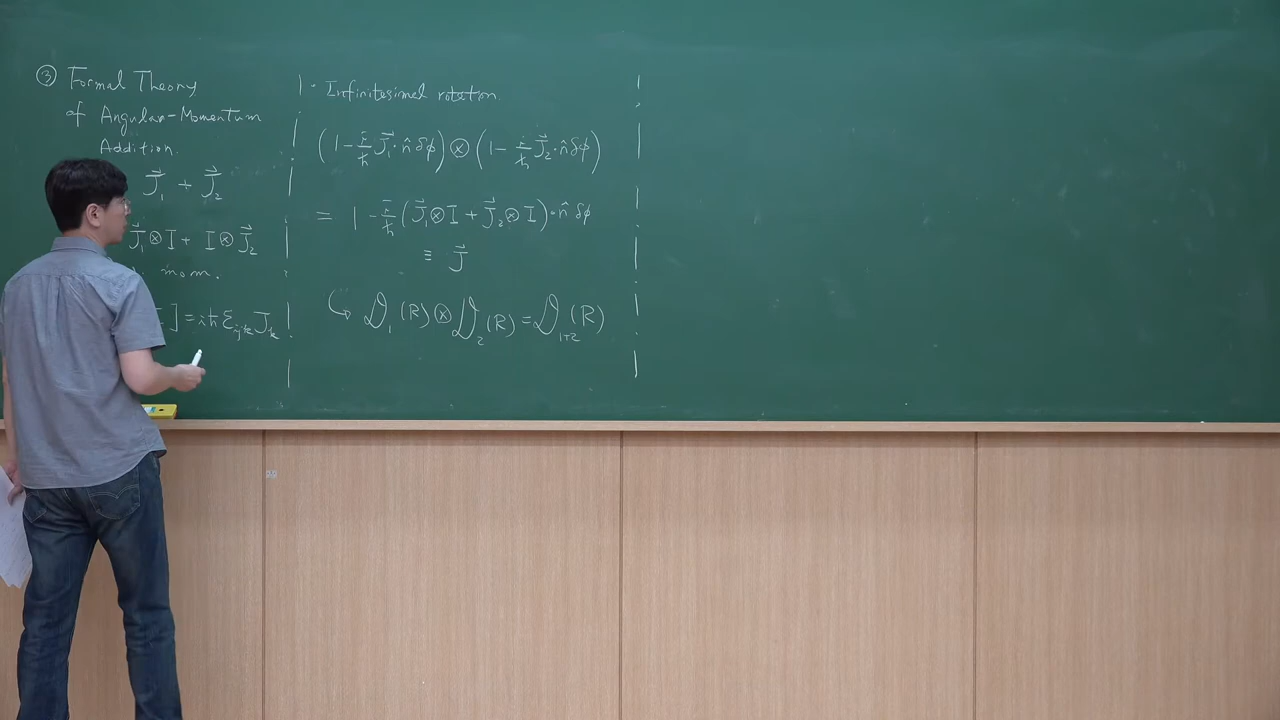 ③ Formal Theory
of Angular-Momentum
Addition.
J⃗₁ + J⃗₂
J⃗₁⊗I + I⊗J⃗₂
mom.
] = iħ ε_ijk J_k
· Infinitesimal rotation.
(1 - i/ħ J⃗₁·n̂ δφ) ⊗ (1 - i/ħ J⃗₂·n̂ δφ)
= 1 - i/ħ (J⃗₁⊗I + J⃗₂⊗I)·n̂ δφ
≡ J⃗
↳ 𝒟₁(R) ⊗ 𝒟₂(R) = 𝒟₁₊₂(R)